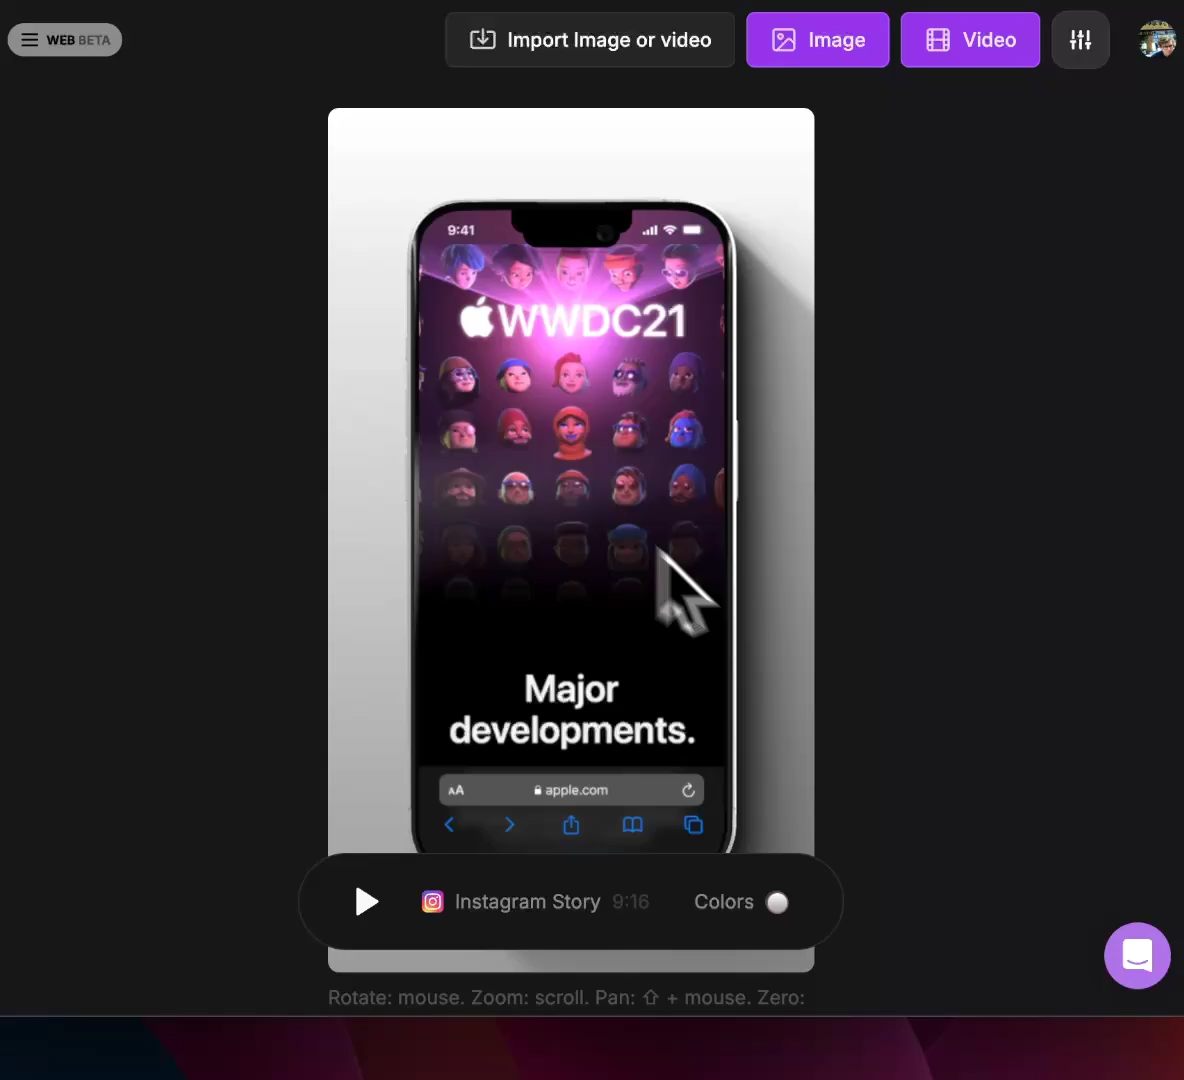 WEB BETA
Import Image or video
Image
Video
9:41
WWDC21
Major
developments.
AA
apple.com
Instagram Story 9:16
Colors
Rotate: mouse. Zoom: scroll. Pan: ⇧ + mouse. Zero: